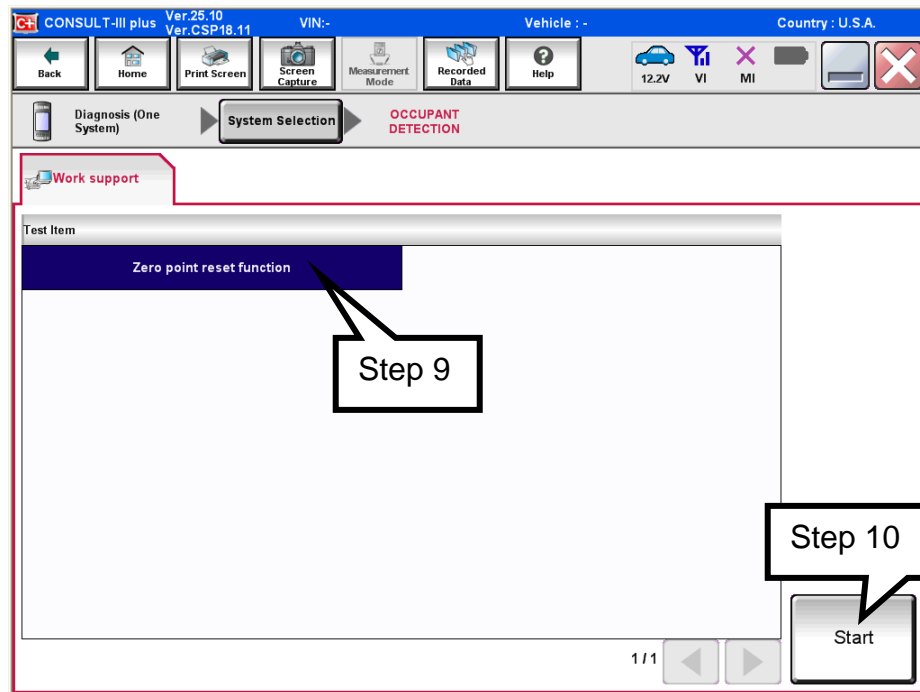 C+ CONSULT-III plus Ver.25.10 Ver.CSP18.11 VIN:- Vehicle : - Country : U.S.A.
Back
Home
Print Screen
Screen
Capture
Measurement
Mode
Recorded
Data
Help
12.2V
VI
MI
Diagnosis (One
System)
System Selection
OCCUPANT
DETECTION
Work support
Test Item
Zero point reset function
Step 9
Step 10
Start
1/1